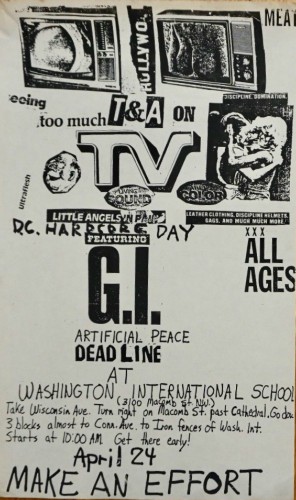 HOLLYWO
MEAT
eeing
too much T&A ON
DISCIPLINE, DOMINATION,
TV
Ultraflech
LIVING SOUND
COLOR
LITTLE ANGELS IN PAIN
LEATHER CLOTHING, DISCIPLINE HELMETS,
GAGS, AND MUCH MUCH MORE.
D.C. HARDCORE DAY
FEATURING
XXX
ALL
AGES
G.I.
ARTIFICIAL PEACE
DEADLINE
AT
WASHINGTON INTERNATIONAL SCHOOL
(3100 Macomb St. NW.)
Take Wisconsin Ave. Turn right on Macomb St. past Cathedral. Go dow
3 blocks almost to Conn. Ave. to Iron fences of Wash. Int.
Starts at 10:00 AM Get there early!
April 24
MAKE AN EFFORT